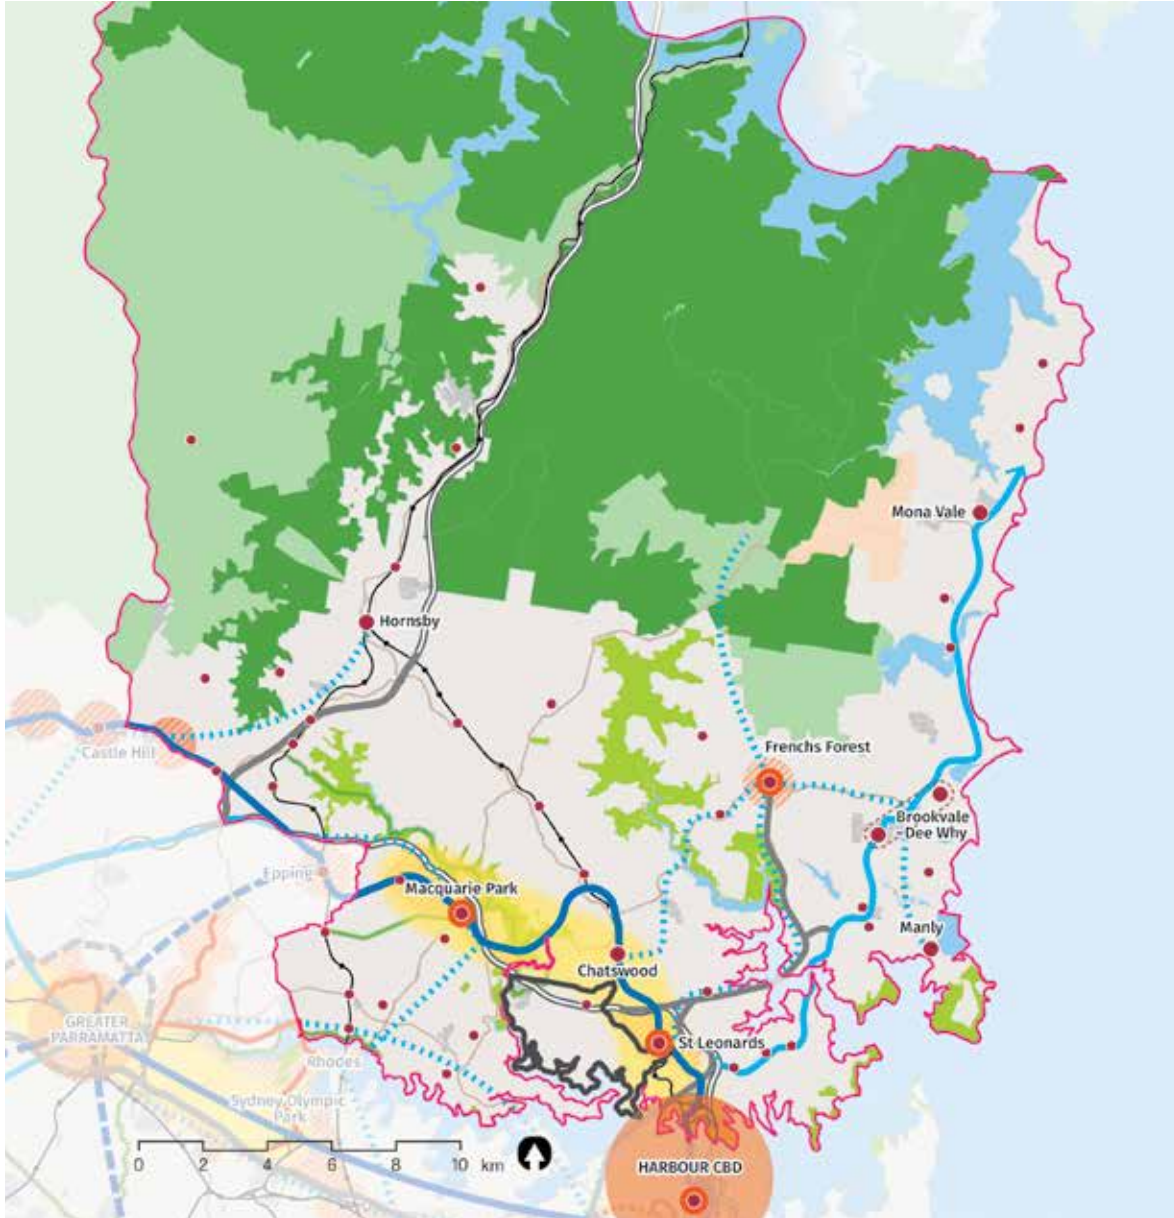 Mona Vale
Hornsby
Frenchs Forest
Castle Hill
Brookvale
Dee Why
Epping
Macquarie Park
Manly
Chatswood
GREATER
PARRAMATTA
St Leonards
Rhodes
Sydney Olympic
Park
0 2 4 6 8 10 km
HARBOUR CBD